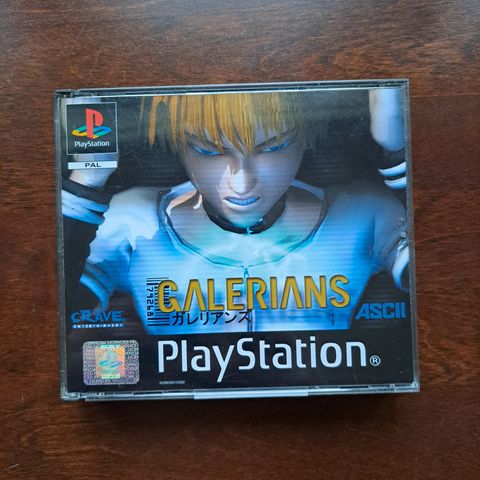 PlayStation
PAL
GALERIANS
ガレリアンズ
CRAVE
ENTERTAINMENT
ASCII
PlayStation®